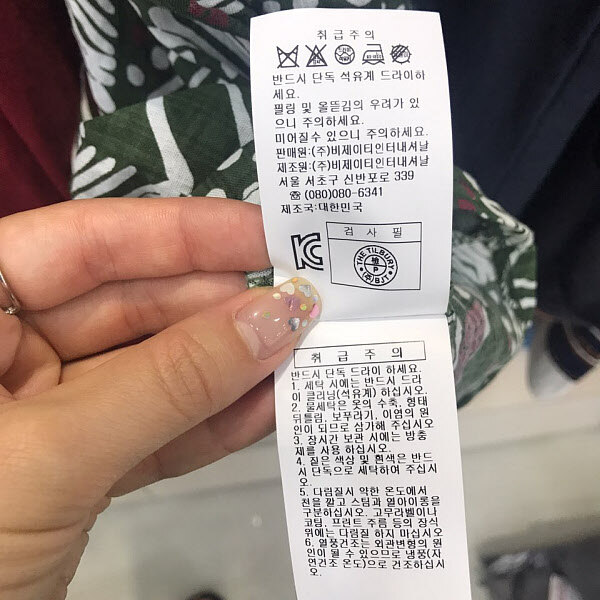 취급주의
반드시 단독 석유계 드라이하
세요.
필링 및 올뜯김의 우려가 있
으니 주의하세요.
미어질수 있으니 주의하세요.
판매원:(주)비제이티인터내셔날
제조원:(주)비제이티인터내셔날
서울 서초구 신반포로 339
☎ (080)080-6341
제조국:대한민국
검 사 필
THE TILBURY
P
(주)BJT
취 급 주 의
반드시 단독 드라이 하세요.
1. 세탁 시에는 반드시 드라
이 클리닝(석유계) 하십시오.
2. 물세탁은 옷의 수축, 형태
뒤틀림, 보푸라기, 이염의 원
인이 되므로 삼가해 주십시오
3. 장시간 보관 시에는 방충
제를 사용 하십시오.
4. 짙은 색상 및 흰색은 반드
시 단독으로 세탁하여 주십시
오.
5. 다림질시 약한 온도에서
천을 깔고 스팀과 열아이롱을
구분하십시오. 고무라벨이나
코팅, 프린트 주름 등의 장식
위에는 다림질 하지 마십시오
6. 열풍건조는 외관변형의 원
인이 될 수 있으므로 냉풍(자
연건조 온도)으로 건조하십시
오.